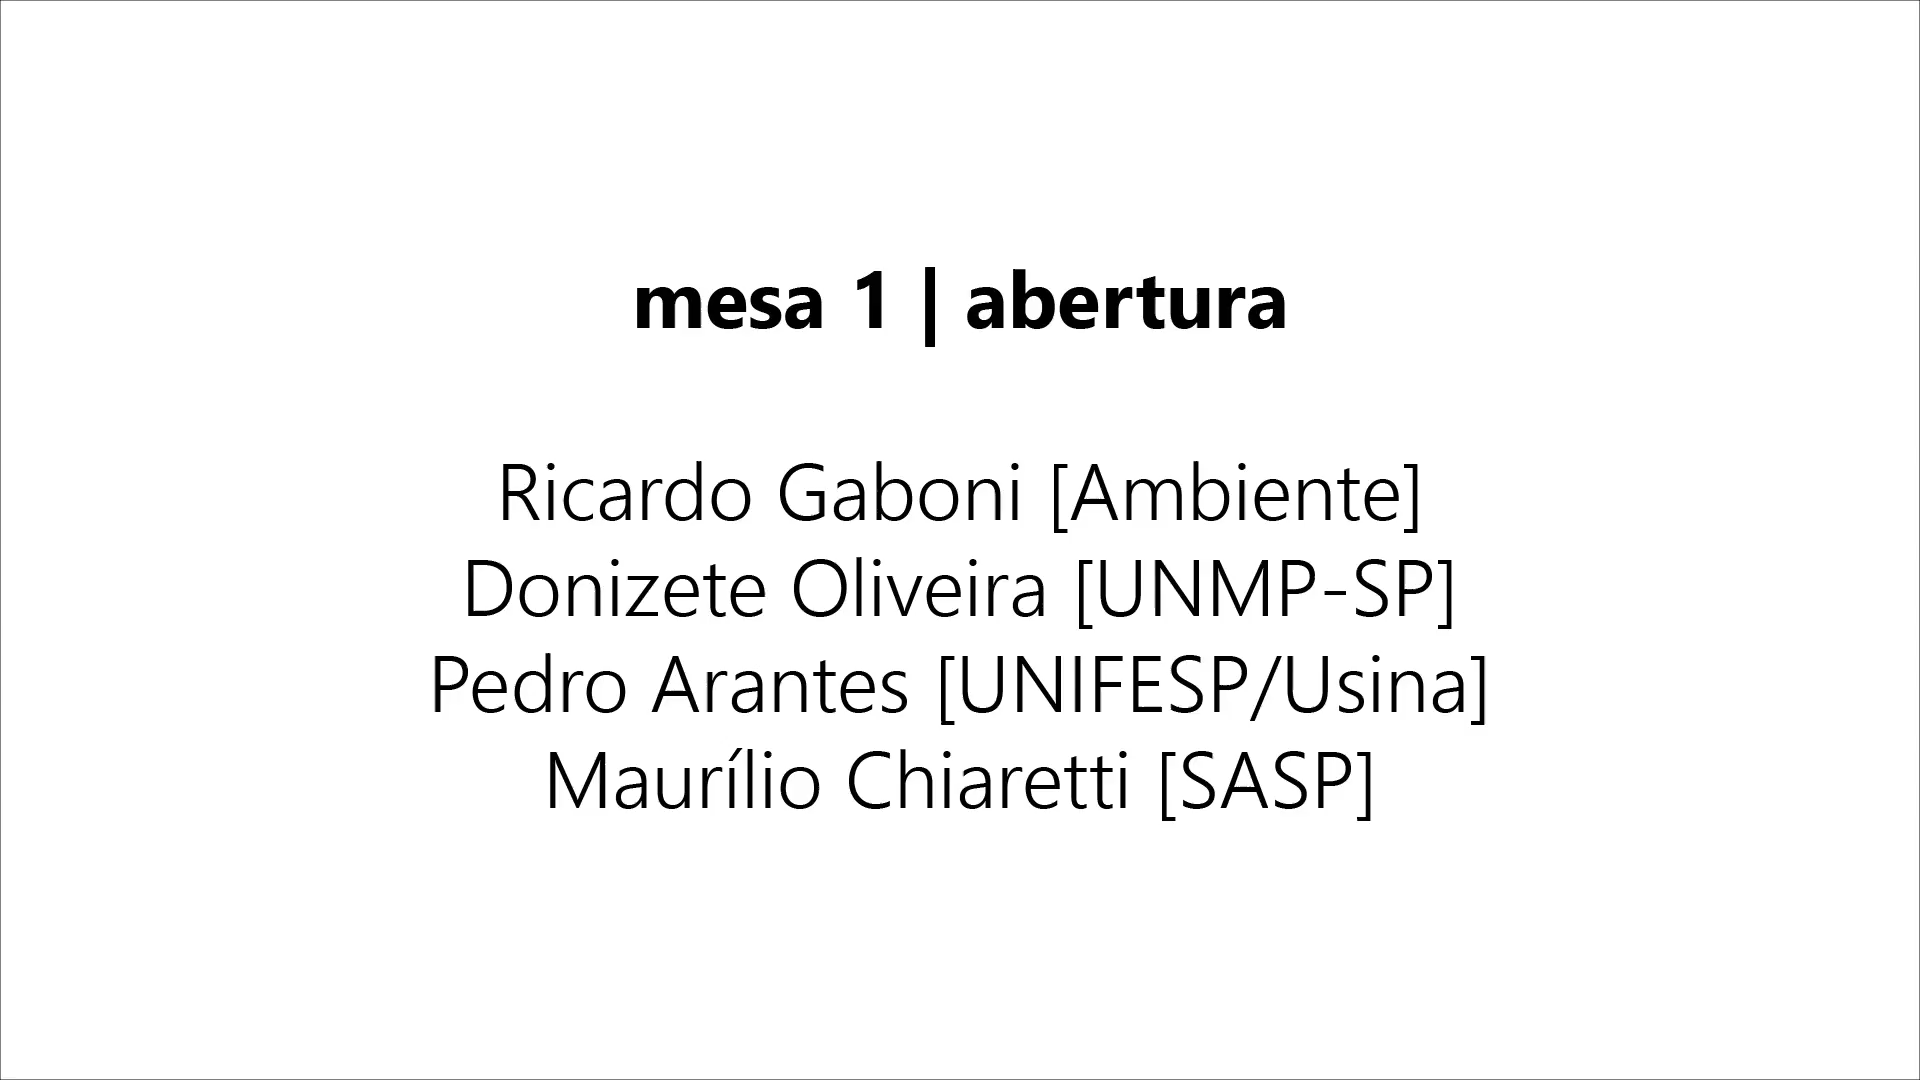 mesa 1 | abertura
Ricardo Gaboni [Ambiente]
Donizete Oliveira [UNMP-SP]
Pedro Arantes [UNIFESP/Usina]
Maurílio Chiaretti [SASP]